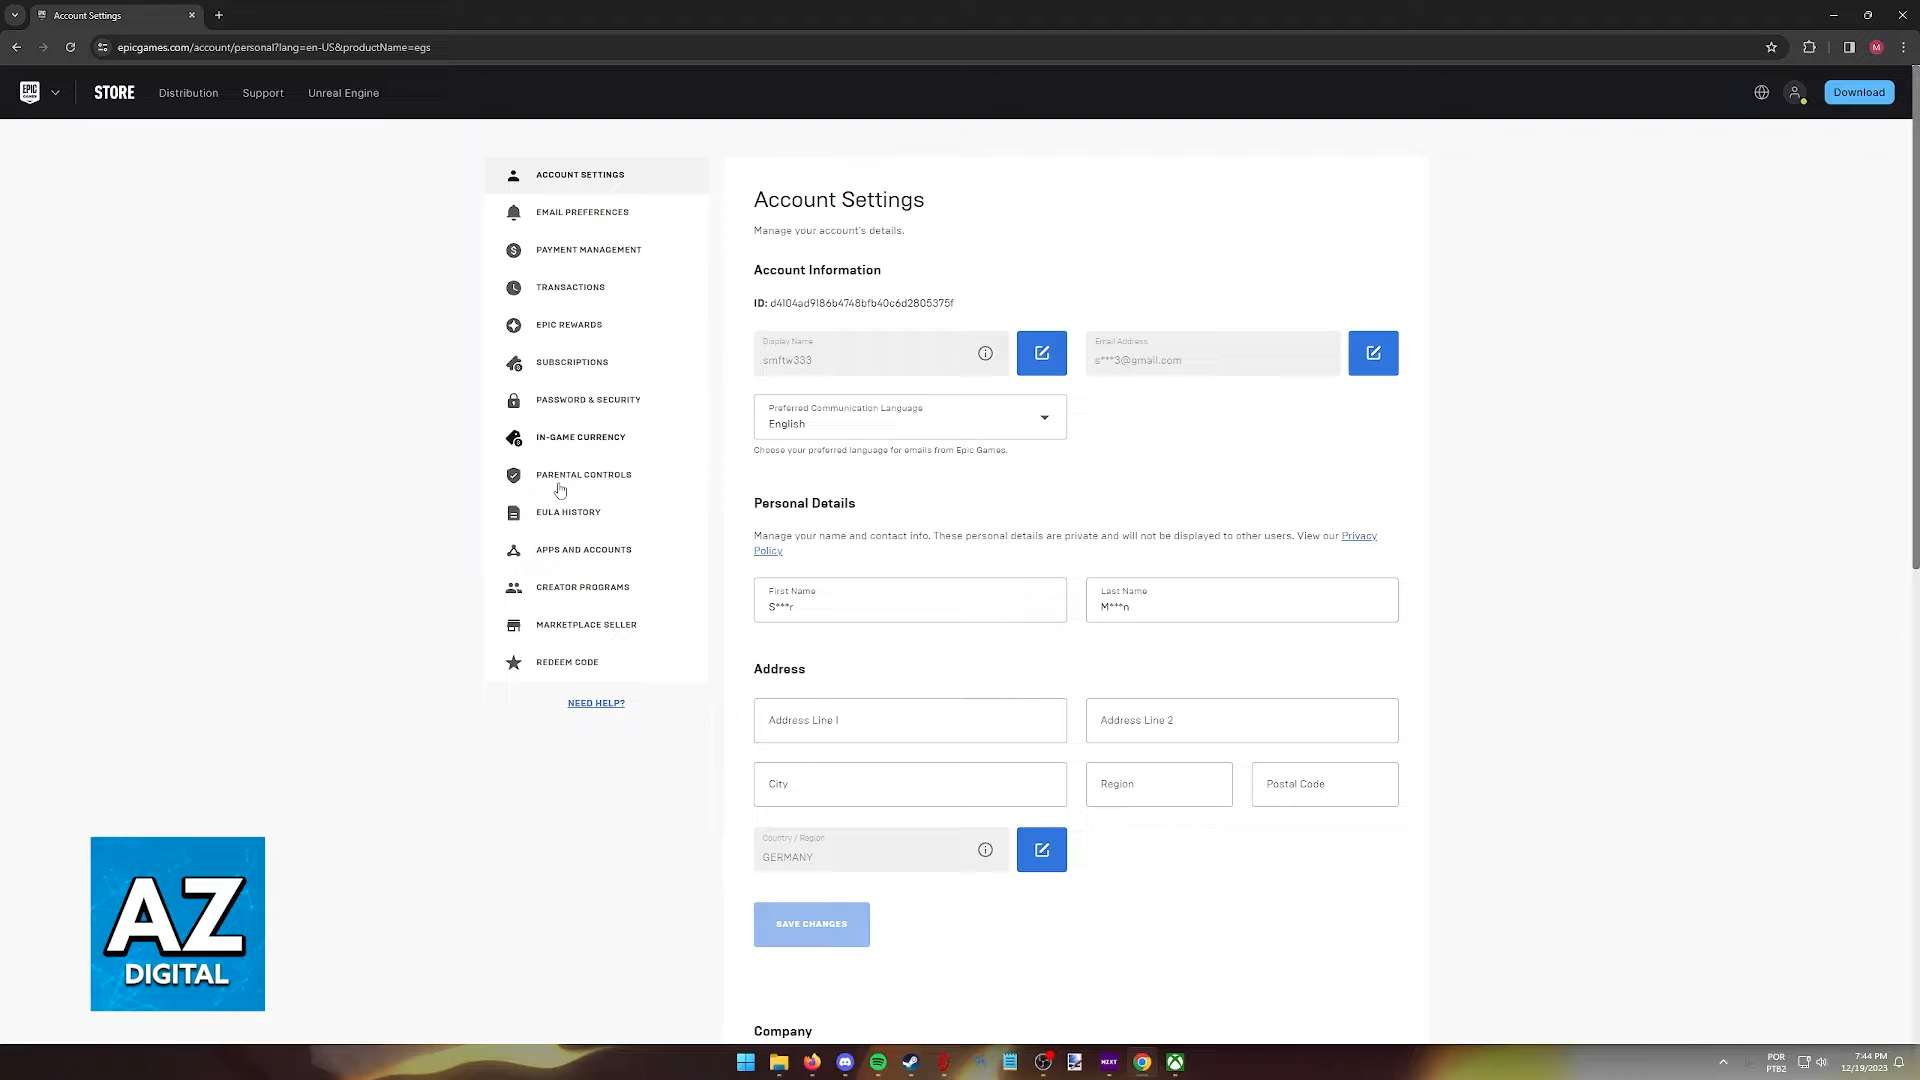 Account Settings
epicgames.com/account/personal?lang=en-US&productName=egs
M
EPIC GAMES
STORE
Distribution
Support
Unreal Engine
Download
ACCOUNT SETTINGS
EMAIL PREFERENCES
PAYMENT MANAGEMENT
TRANSACTIONS
EPIC REWARDS
SUBSCRIPTIONS
PASSWORD & SECURITY
IN-GAME CURRENCY
PARENTAL CONTROLS
EULA HISTORY
APPS AND ACCOUNTS
CREATOR PROGRAMS
MARKETPLACE SELLER
REDEEM CODE
NEED HELP?
Account Settings
Manage your account's details.
Account Information
ID: d4104ad9186b4748bfb40c6d2805375f
Display Name
smftw333
Email Address
s***3@gmail.com
Preferred Communication Language
English
Choose your preferred language for emails from Epic Games.
Personal Details
Manage your name and contact info. These personal details are private and will not be displayed to other users. View our Privacy
Policy
First Name
S***r
Last Name
M***n
Address
Address Line 1
Address Line 2
City
Region
Postal Code
Country / Region
GERMANY
SAVE CHANGES
Company
AZ
DIGITAL
NZXT
POR
PTB2
7:44 PM
12/19/2023